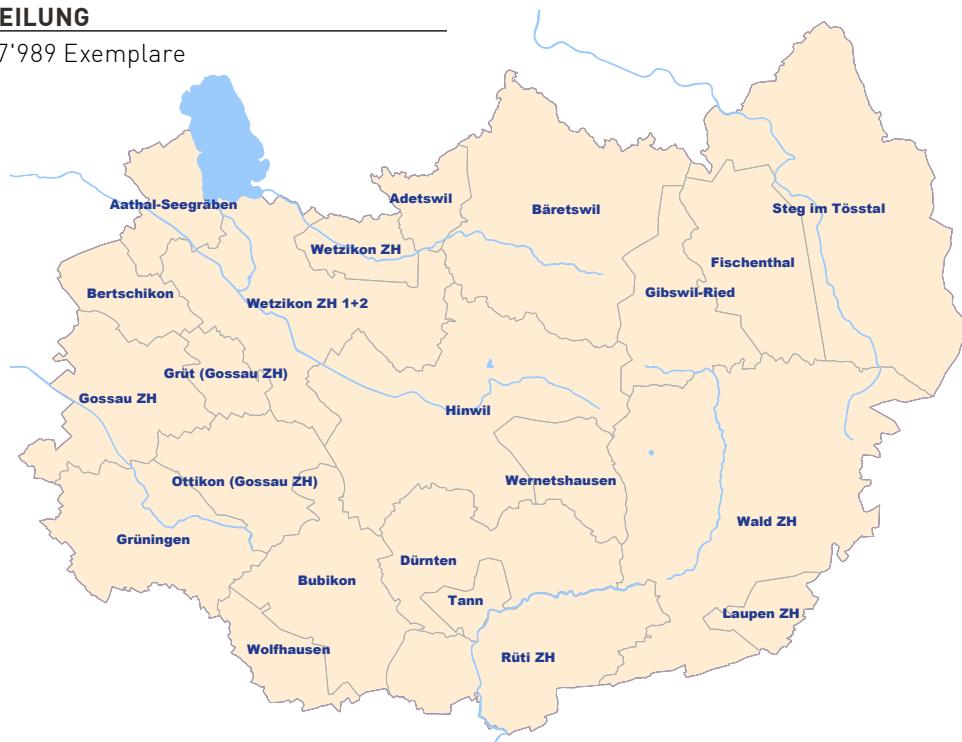 EILUNG
7'989 Exemplare
Adetswil
Aathal-Seegräben
Bäretswil
Steg im Tösstal
Wetzikon ZH
Fischenthal
Bertschikon
Gibswil-Ried
Wetzikon ZH 1+2
Grüt (Gossau ZH)
Gossau ZH
Hinwil
Ottikon (Gossau ZH)
Wernetshausen
Wald ZH
Grüningen
Dürnten
Bubikon
Tann
Laupen ZH
Wolfhausen
Rüti ZH